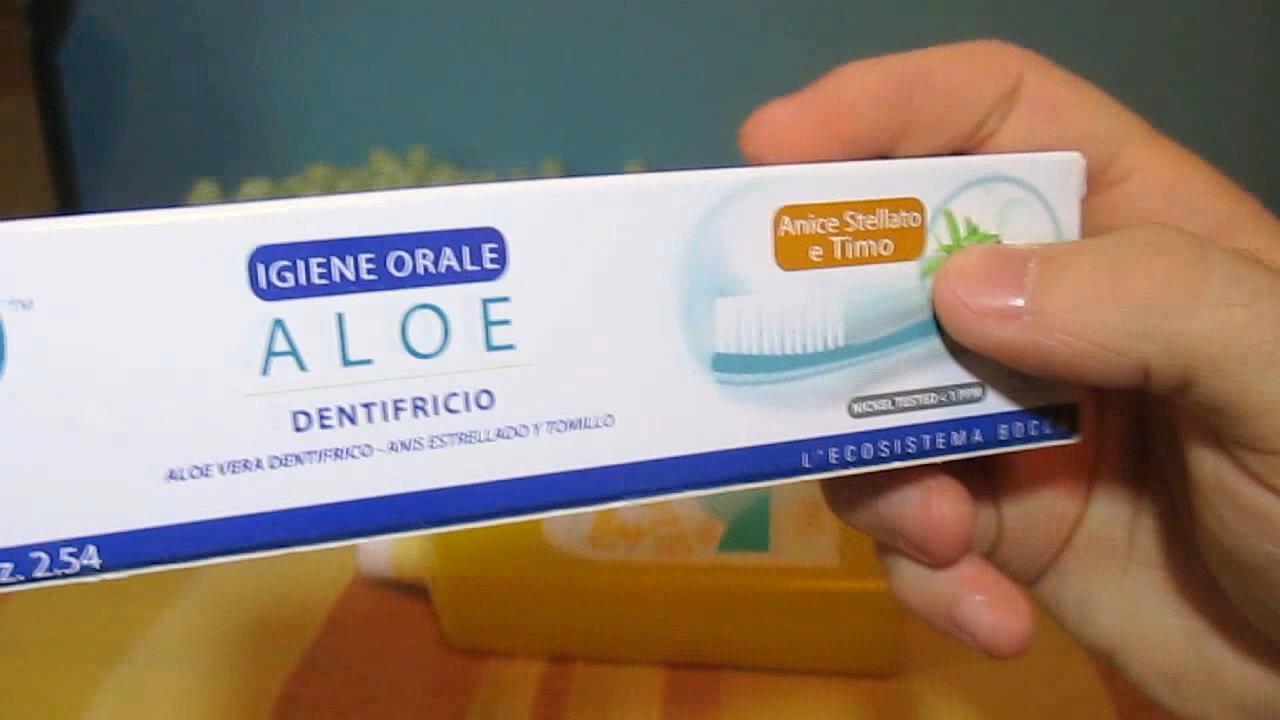 IGIENE ORALE
ALOE
DENTIFRICIO
ALOE VERA DENTIFRICO - ANIS ESTRELLADO Y TOMILLO
Anice Stellato
e Timo
NICKEL TESTED < 1 PPM
L'ECOSISTEMA BOCC
z. 2.54